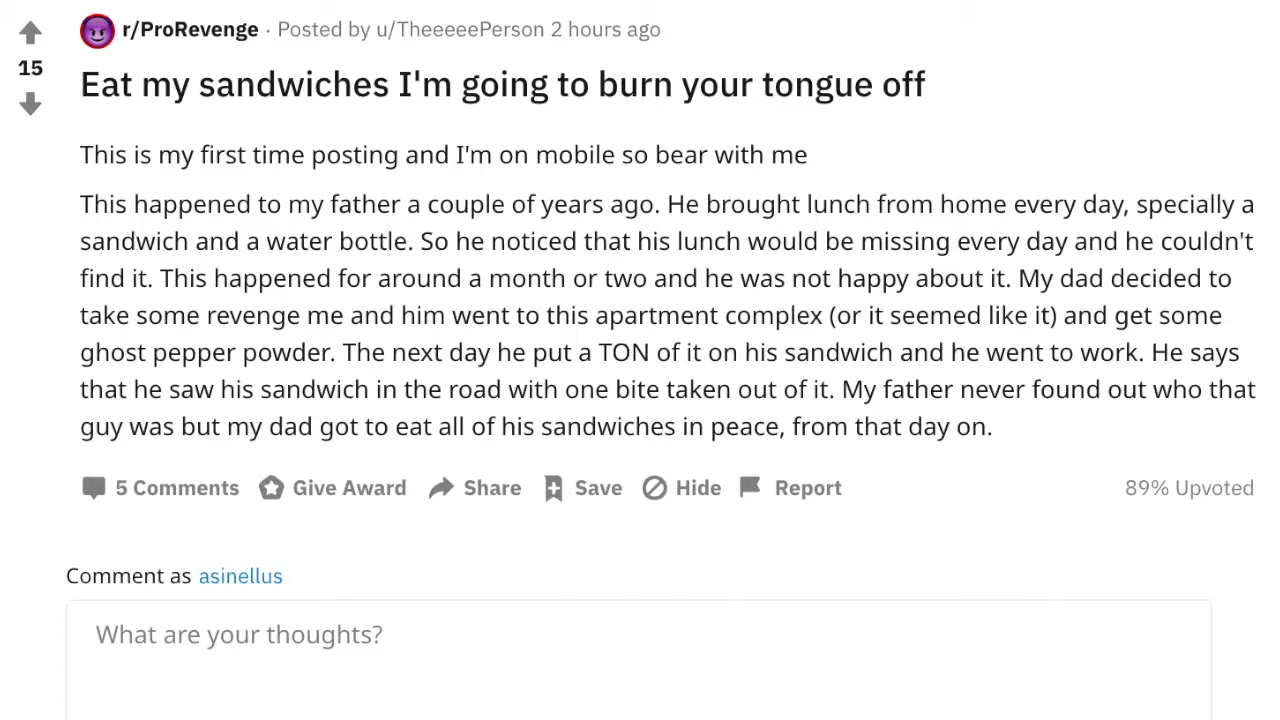 r/ProRevenge · Posted by u/TheeeeePerson 2 hours ago
15
Eat my sandwiches I'm going to burn your tongue off
This is my first time posting and I'm on mobile so bear with me
This happened to my father a couple of years ago. He brought lunch from home every day, specially a
sandwich and a water bottle. So he noticed that his lunch would be missing every day and he couldn't
find it. This happened for around a month or two and he was not happy about it. My dad decided to
take some revenge me and him went to this apartment complex (or it seemed like it) and get some
ghost pepper powder. The next day he put a TON of it on his sandwich and he went to work. He says
that he saw his sandwich in the road with one bite taken out of it. My father never found out who that
guy was but my dad got to eat all of his sandwiches in peace, from that day on.
5 Comments Give Award Share Save Hide Report 89% Upvoted
Comment as asinellus
What are your thoughts?